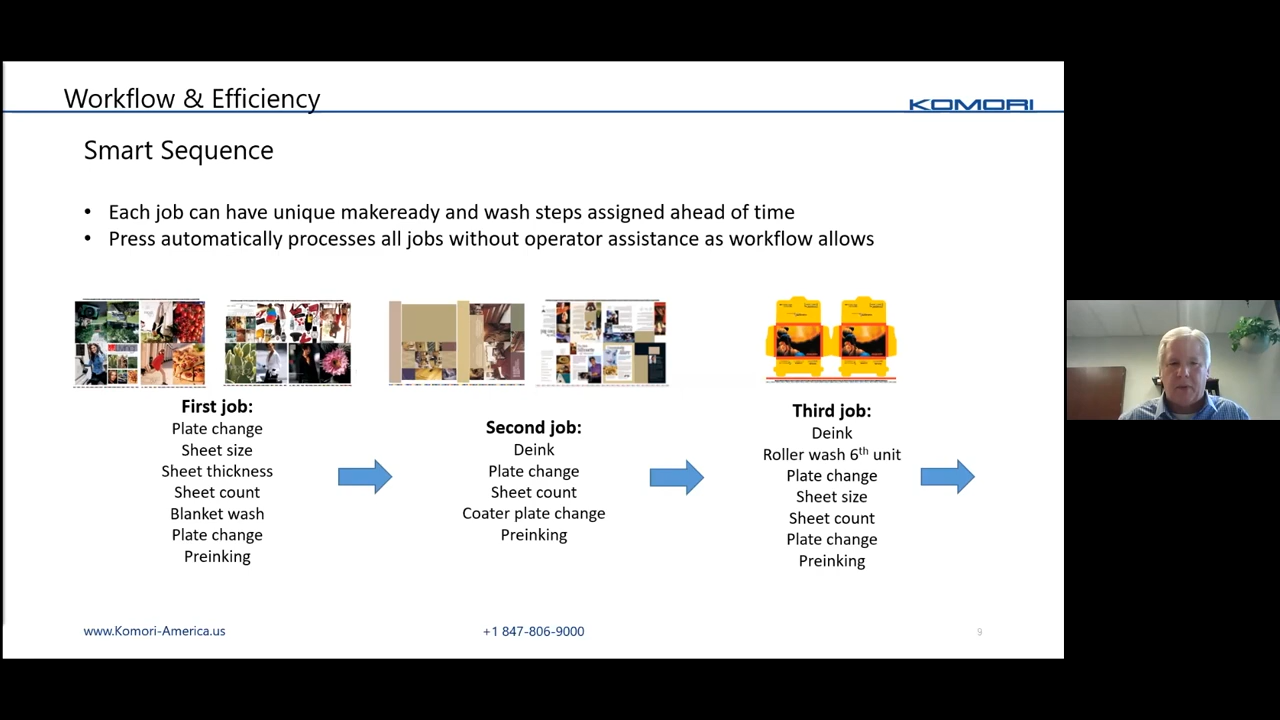 Workflow & Efficiency
KOMORI
Smart Sequence
• Each job can have unique makeready and wash steps assigned ahead of time
• Press automatically processes all jobs without operator assistance as workflow allows
First job:
Plate change
Sheet size
Sheet thickness
Sheet count
Blanket wash
Plate change
Preinking
Second job:
Deink
Plate change
Sheet count
Coater plate change
Preinking
Third job:
Deink
Roller wash 6th unit
Plate change
Sheet size
Sheet count
Plate change
Preinking
www.Komori-America.us
+1 847-806-9000
9